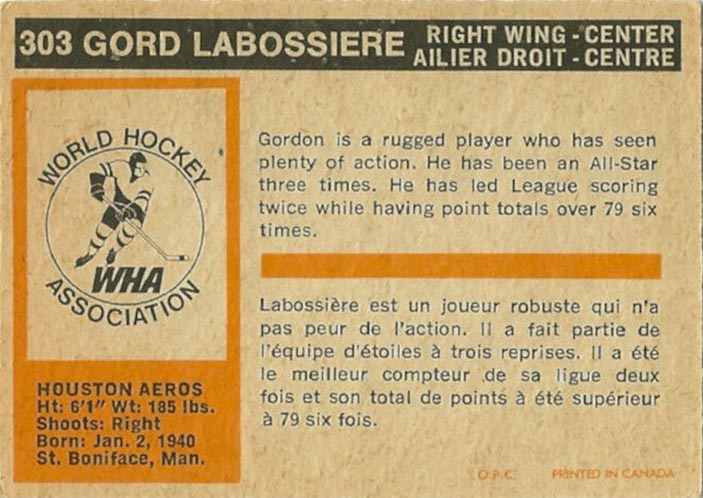 303 GORD LABOSSIERE
RIGHT WING - CENTER
AILIER DROIT - CENTRE
WORLD HOCKEY
WHA
ASSOCIATION
HOUSTON AEROS
Ht: 6'1" Wt: 185 lbs.
Shoots: Right
Born: Jan. 2, 1940
St. Boniface, Man.
Gordon is a rugged player who has seen
plenty of action. He has been an All-Star
three times. He has led League scoring
twice while having point totals over 79 six
times.
Labossière est un joueur robuste qui n'a
pas peur de l'action. Il a fait partie de
l'équipe d'étoiles à trois reprises. Il a été
le meilleur compteur de sa ligue deux
fois et son total de points à été supérieur
à 79 six fois.
O.P.C. PRINTED IN CANADA